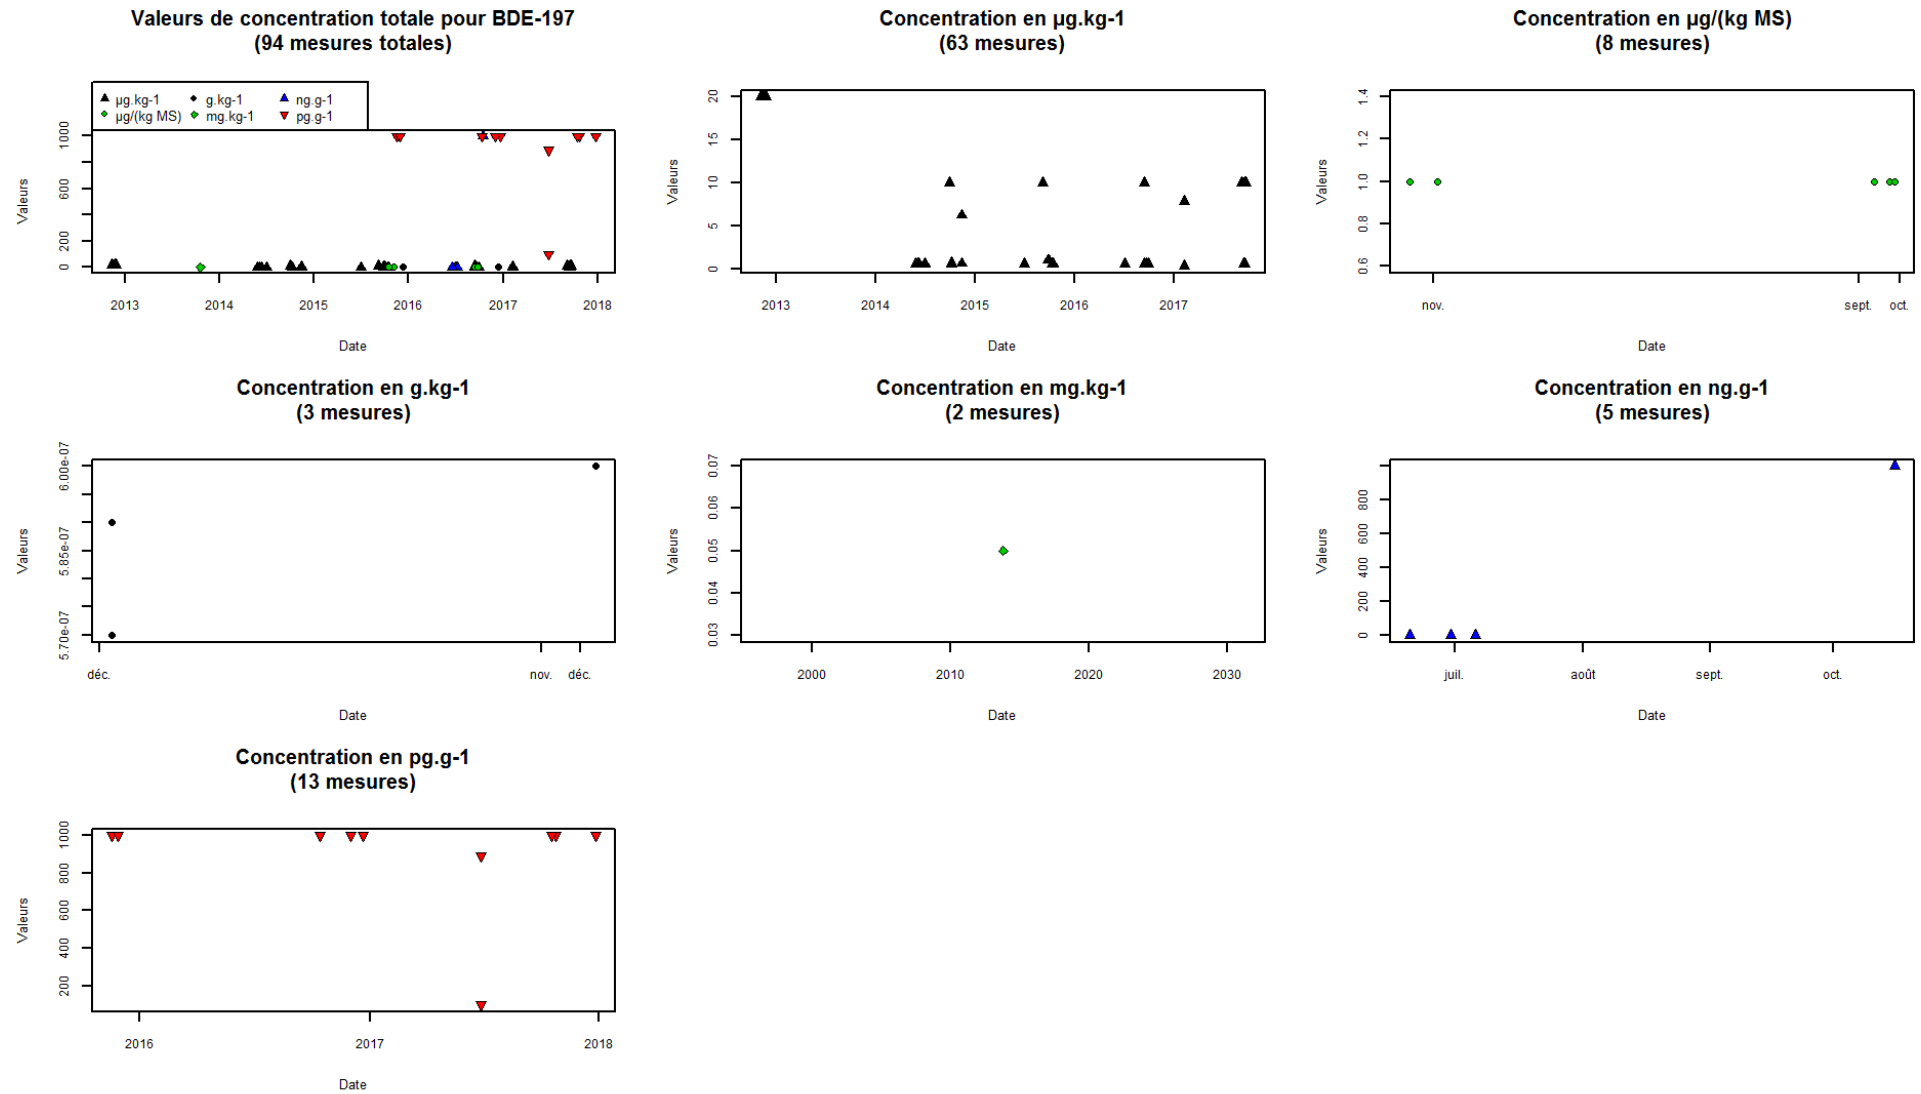 Valeurs de concentration totale pour BDE-197
(94 mesures totales)
µg.kg-1 g.kg-1 ng.g-1
µg/(kg MS) mg.kg-1 pg.g-1
Valeurs
0 200 600 1000
2013 2014 2015 2016 2017 2018
Date
Concentration en µg.kg-1
(63 mesures)
Valeurs
0 5 10 15 20
2013 2014 2015 2016 2017
Date
Concentration en µg/(kg MS)
(8 mesures)
Valeurs
0.6 0.8 1.0 1.2 1.4
nov. sept. oct.
Date
Concentration en g.kg-1
(3 mesures)
Valeurs
5.70e-07 5.85e-07 6.00e-07
déc. nov. déc.
Date
Concentration en mg.kg-1
(2 mesures)
Valeurs
0.03 0.04 0.05 0.06 0.07
2000 2010 2020 2030
Date
Concentration en ng.g-1
(5 mesures)
Valeurs
0 200 400 600 800
juil. août sept. oct.
Date
Concentration en pg.g-1
(13 mesures)
Valeurs
200 400 600 800 1000
2016 2017 2018
Date